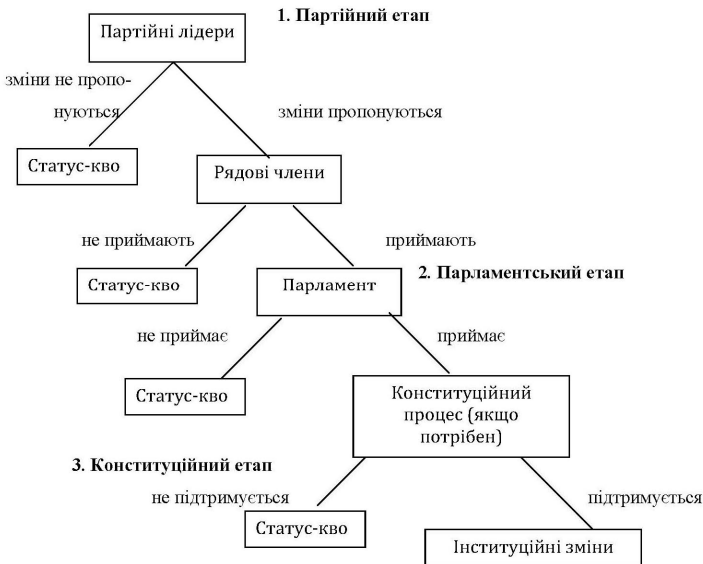 1. Партійний етап
Партійні лідери
зміни не пропо-
нуються
зміни пропонуються
Статус-кво
Рядові члени
не приймають
приймають
Статус-кво
Парламент
2. Парламентський етап
не приймає
приймає
Статус-кво
Конституційний
процес (якщо
потрібен)
3. Конституційний етап
не підтримується
підтримується
Статус-кво
Інституційні зміни